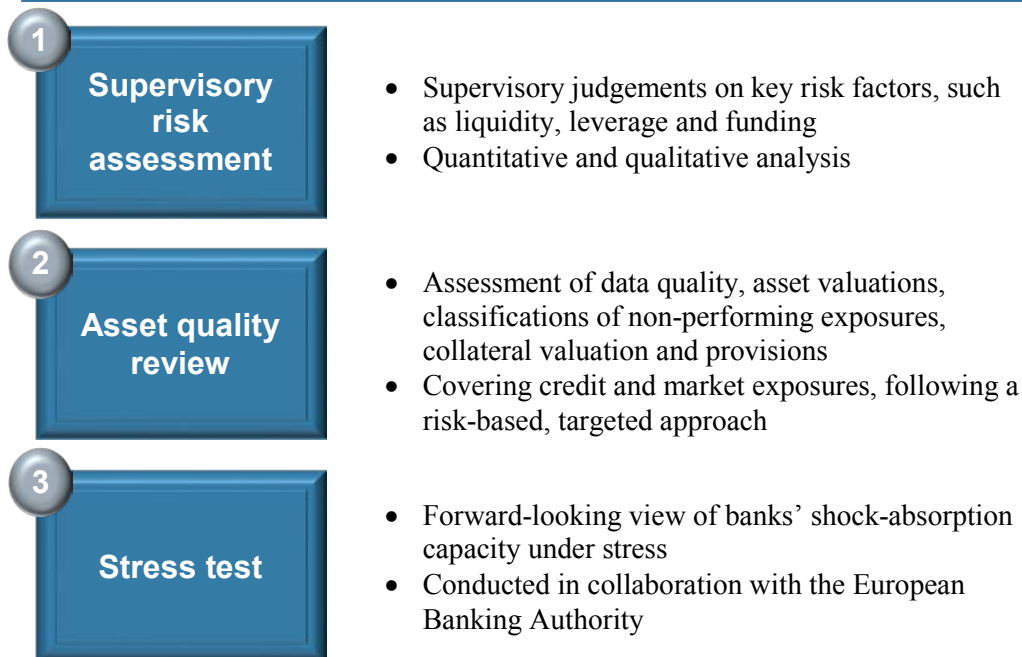 1
Supervisory
risk
assessment
• Supervisory judgements on key risk factors, such
as liquidity, leverage and funding
• Quantitative and qualitative analysis
2
Asset quality
review
• Assessment of data quality, asset valuations,
classifications of non-performing exposures,
collateral valuation and provisions
• Covering credit and market exposures, following a
risk-based, targeted approach
3
Stress test
• Forward-looking view of banks’ shock-absorption
capacity under stress
• Conducted in collaboration with the European
Banking Authority